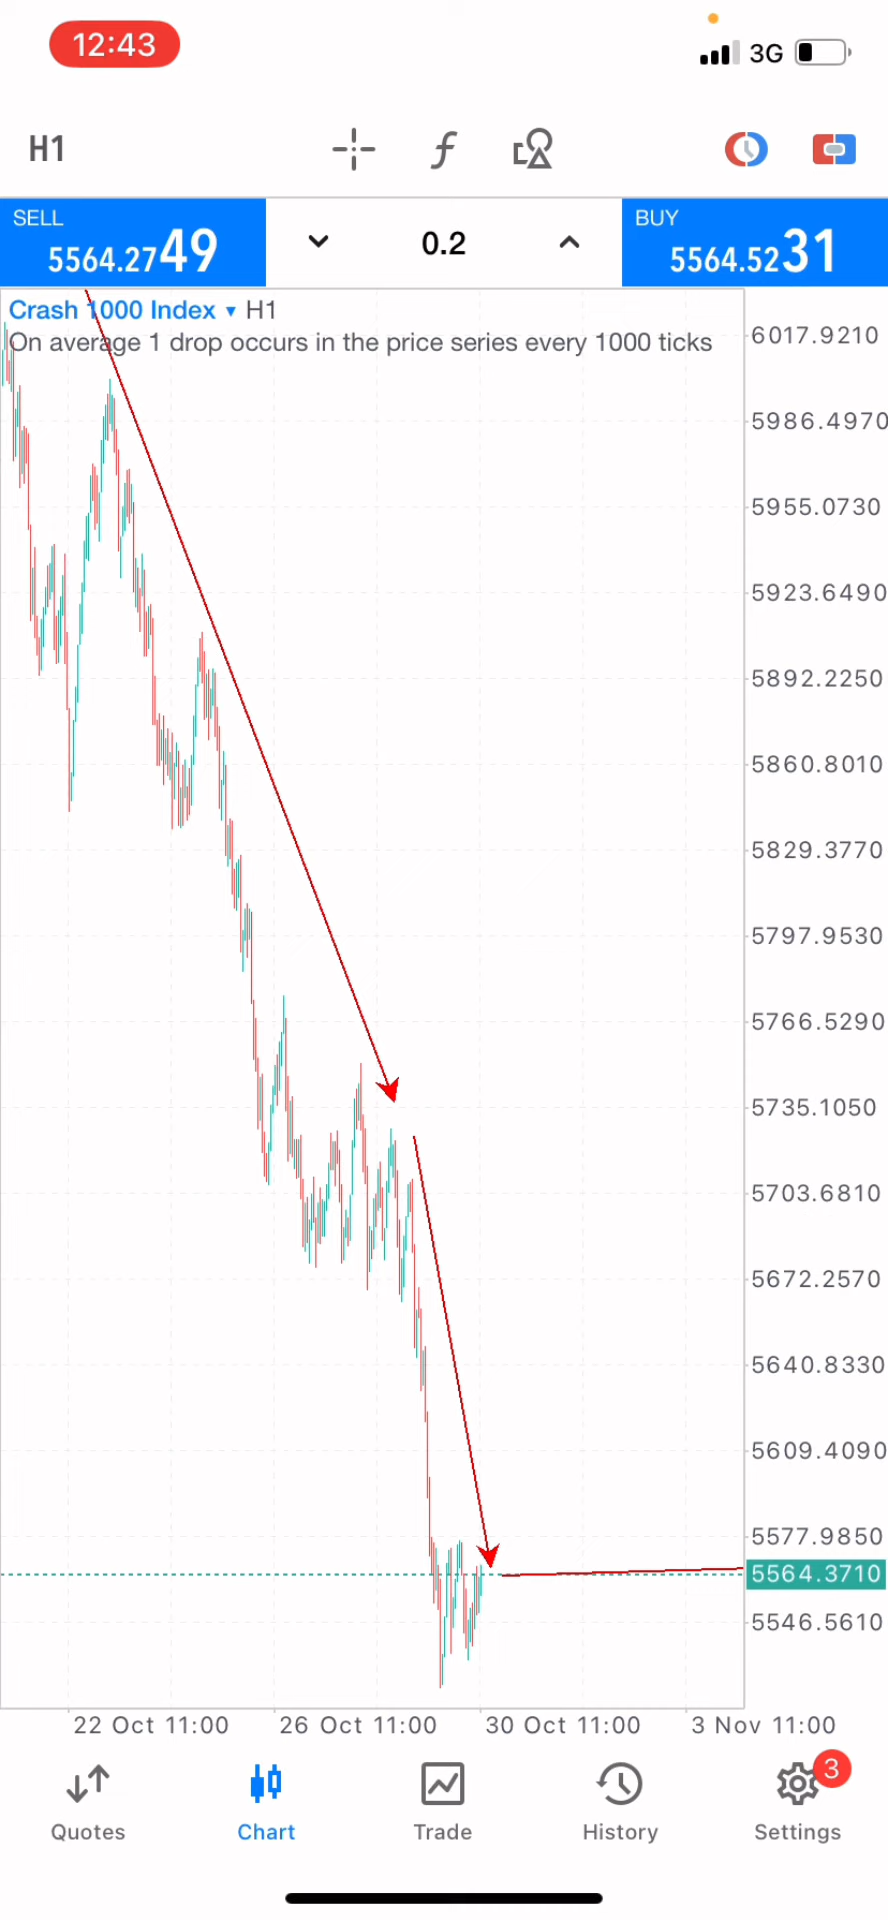 12:43
3G
H1
f
SELL
5564.2749
0.2
BUY
5564.5231
Crash 1000 Index ▾ H1
On average 1 drop occurs in the price series every 1000 ticks
6017.9210
5986.4970
5955.0730
5923.6490
5892.2250
5860.8010
5829.3770
5797.9530
5766.5290
5735.1050
5703.6810
5672.2570
5640.8330
5609.4090
5577.9850
5564.3710
5546.5610
22 Oct 11:00 26 Oct 11:00 30 Oct 11:00 3 Nov 11:00
3
Quotes Chart Trade History Settings